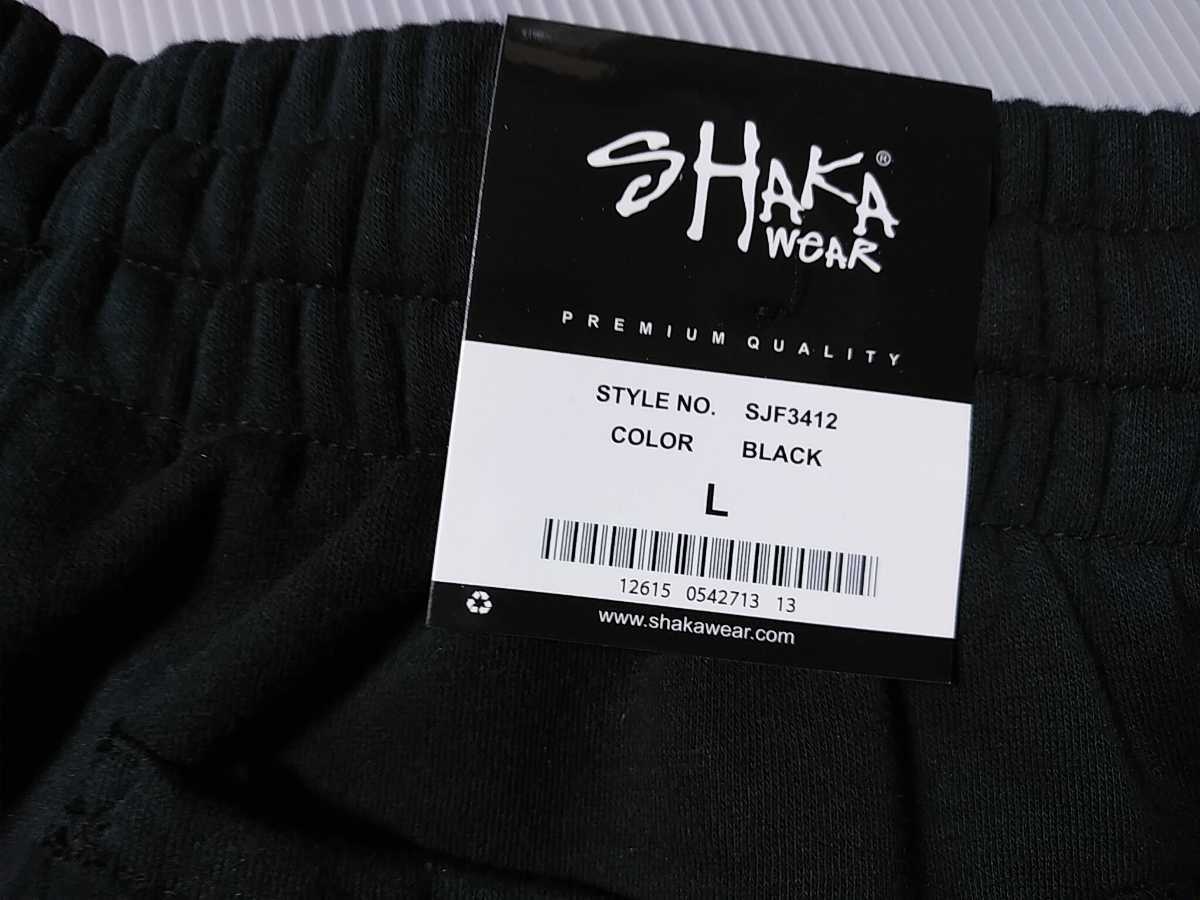 SHAKA®
WEAR
PREMIUM QUALITY
STYLE NO. SJF3412
COLOR BLACK
L
12615 0542713 13
www.shakawear.com